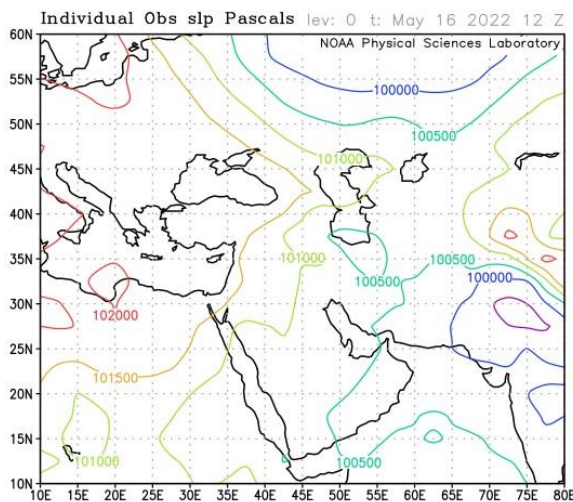 Individual Obs slp Pascals lev: 0 t: May 16 2022 12 Z
NOAA Physical Sciences Laboratory
60N
55N
50N
45N
40N
35N
30N
25N
20N
15N
10N
100000
100500
101000
101000
100500
100500
100000
102000
101500
101000
100500
10E 15E 20E 25E 30E 35E 40E 45E 50E 55E 60E 65E 70E 75E 80E